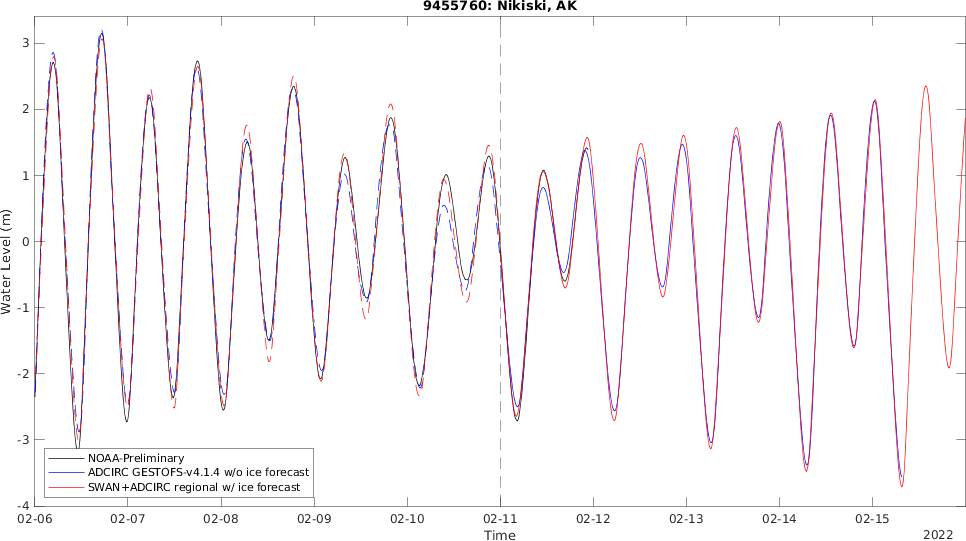 9455760: Nikiski, AK
Water Level (m)
3
2
1
0
-1
-2
-3
-4
NOAA-Preliminary
ADCIRC GESTOFS-v4.1.4 w/o ice forecast
SWAN+ADCIRC regional w/ ice forecast
02-06 02-07 02-08 02-09 02-10 02-11 02-12 02-13 02-14 02-15
Time
2022